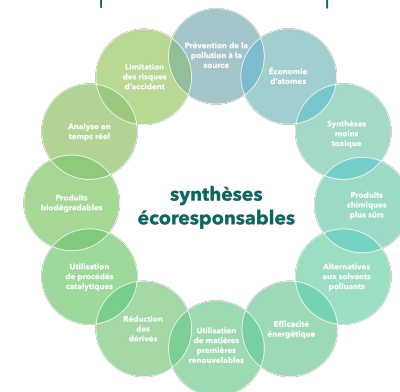 Prévention de la
pollution à la
source
Économie
d'atomes
Synthèses
moins
toxique
Produits
chimiques
plus sûrs
Alternatives
aux solvants
polluants
Efficacité
énergétique
Utilisation
de matières
premières
renouvelables
Réduction
des
dérivés
Utilisation
de procédés
catalytiques
Produits
biodégradables
Analyse en
temps réel
Limitation
des risques
d'accident
synthèses
écoresponsables